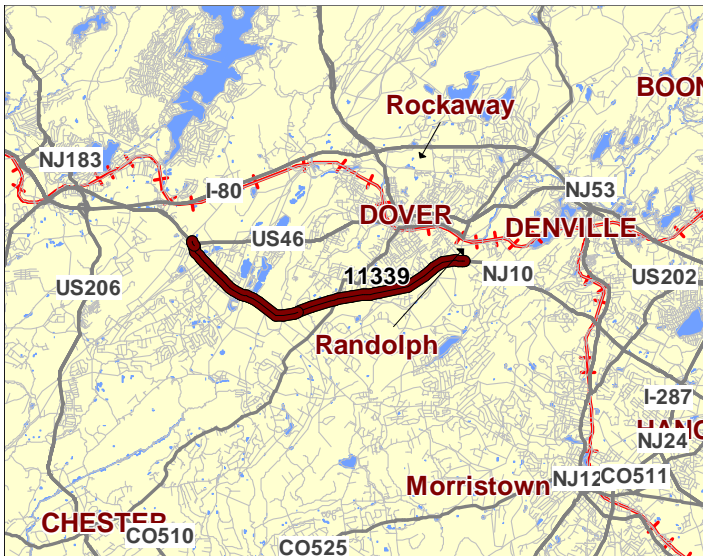 BOON
Rockaway
NJ183
I-80
NJ53
DOVER
DENVILLE
US46
11339
NJ10
US202
US206
Randolph
I-287
HANO
NJ24
Morristown
NJ12
CO511
CHESTER
CO510
CO525